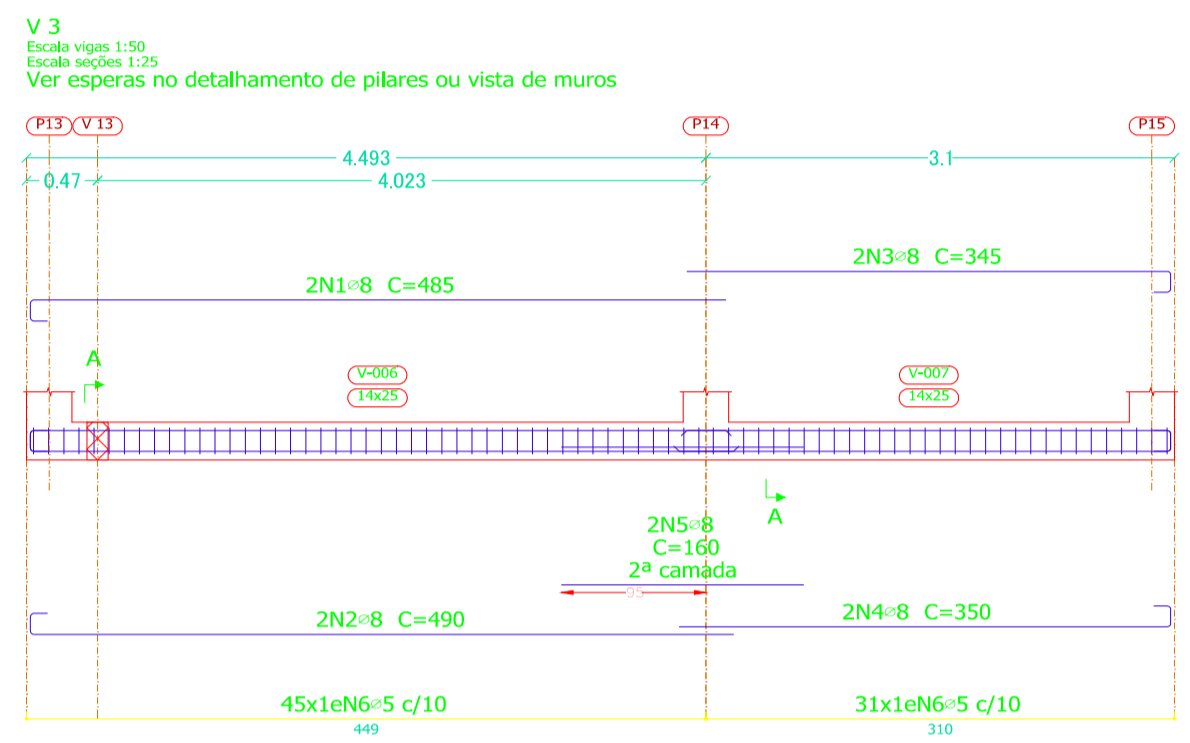 V 3
Escala vigas 1:50
Escala seções 1:25
Ver esperas no detalhamento de pilares ou vista de muros
P13 V 13 P14 P15
4.493 3.1
0.47 4.023
2N3⌀8 C=345
2N1⌀8 C=485
A
V-006 V-007
14x25 14x25
A
2N5⌀8
C=160
2ª camada
95
2N2⌀8 C=490 2N4⌀8 C=350
45x1eN6⌀5 c/10 31x1eN6⌀5 c/10
449 310